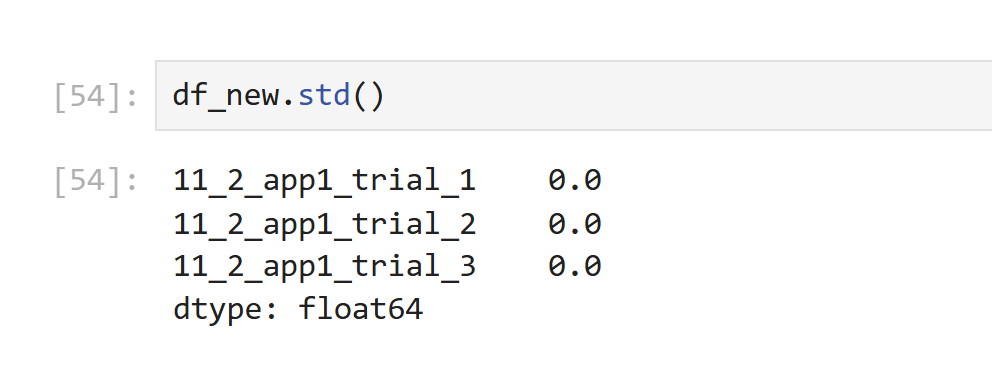 [54]: df_new.std()
[54]: 11_2_app1_trial_1 0.0
11_2_app1_trial_2 0.0
11_2_app1_trial_3 0.0
dtype: float64